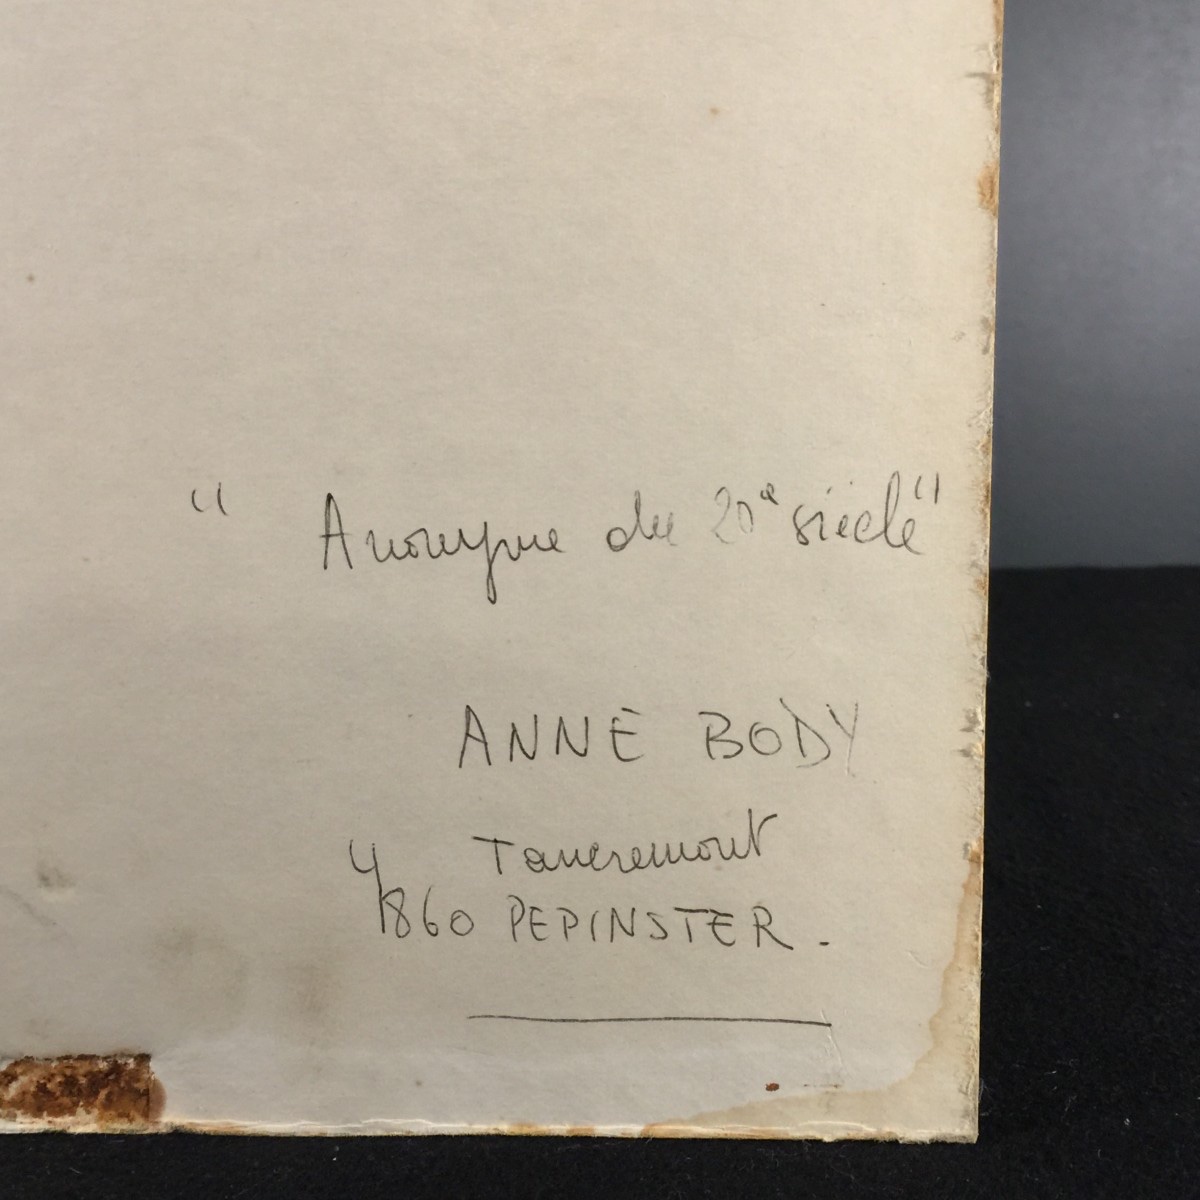 "Anonyme du 20e siècle"
ANNE BODY
Tancremont
4860 PEPINSTER.